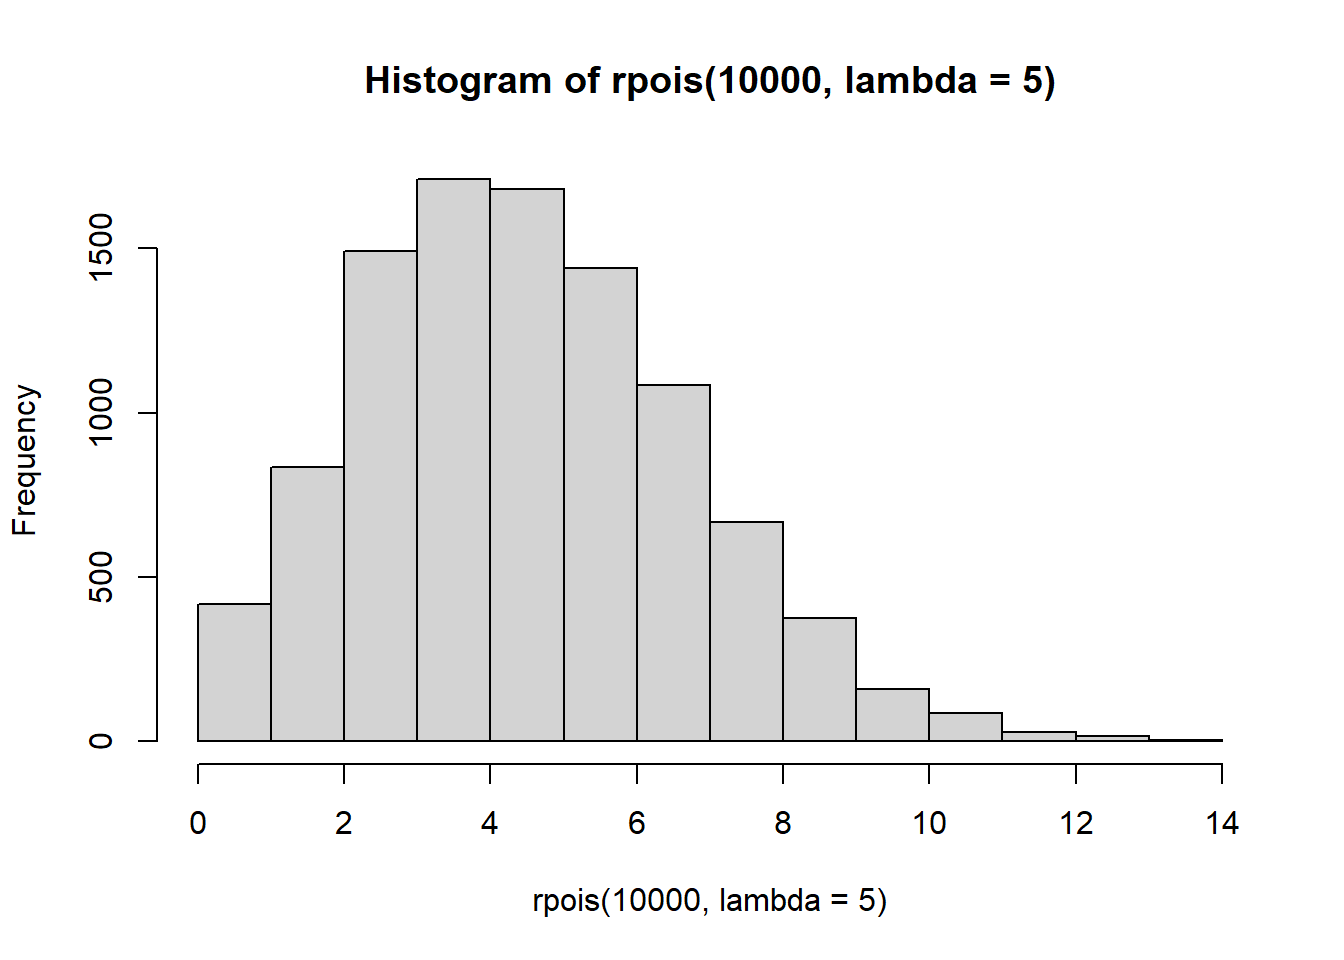 Histogram of rpois(10000, lambda = 5)
Frequency
1500
1000
500
0
0 2 4 6 8 10 12 14
rpois(10000, lambda = 5)